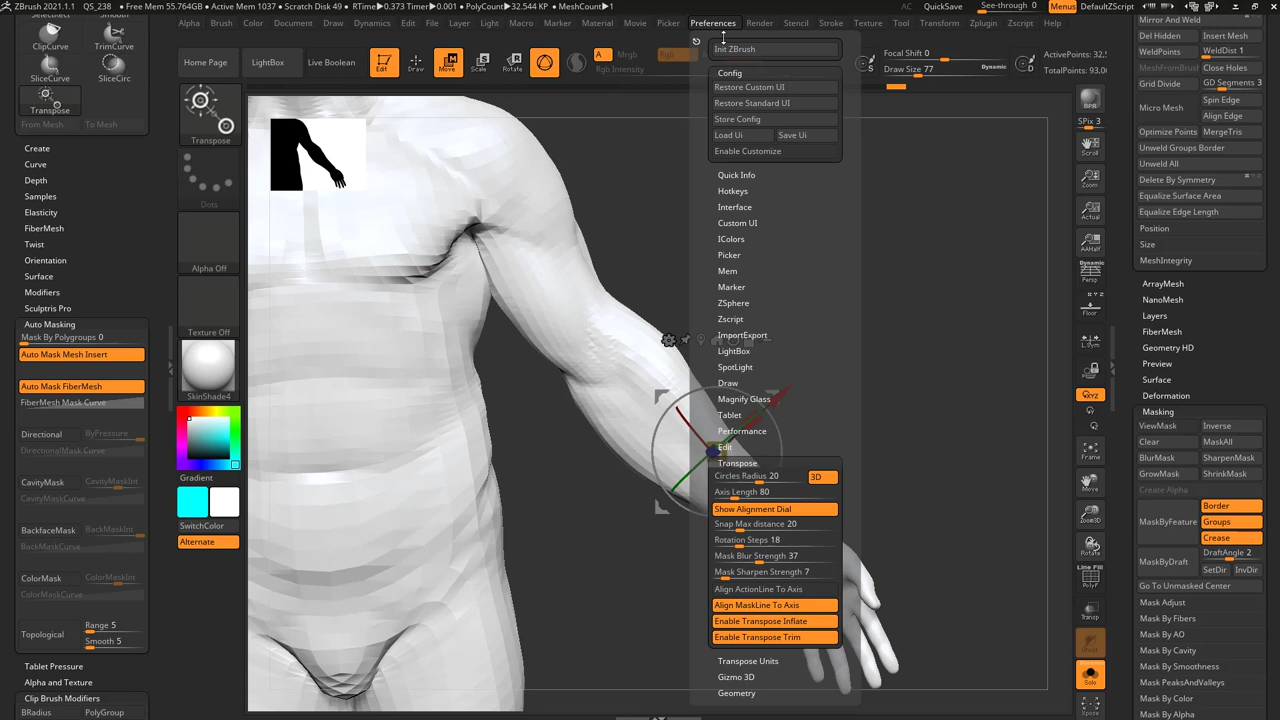 ZBrush 2021.1.1 QS_238 • Free Mem 55.764GB • Active Mem 1037 • Scratch Disk 49 • RTime▶0.373 Timer▶0.001 • PolyCount▶32.544 KP • MeshCount▶1 AC QuickSave See-through 0 Menus DefaultZScript
Alpha Brush Color Document Draw Dynamics Edit File Layer Light Macro Marker Material Movie Picker Preferences Render Stencil Stroke Texture Tool Transform Zplugin Zscript Help
ClipCurve TrimCurve
SliceCurve SliceCirc
Transpose
From Mesh To Mesh
Create
Curve
Depth
Samples
Elasticity
FiberMesh
Twist
Orientation
Surface
Modifiers
Sculptris Pro
Auto Masking
Mask By Polygroups 0
Auto Mask Mesh Insert
Auto Mask FiberMesh
FiberMesh Mask Curve
Directional ByPressure
DirectionalMaskCurve
CavityMask CavityMaskInt
CavityMaskCurve
BackfaceMask BackMaskInt
BackMaskCurve
ColorMask ColorMaskInt
ColorMaskCurve
Topological Range 5
Smooth 5
Tablet Pressure
Alpha and Texture
Clip Brush Modifiers
BRadius PolyGroup
Home Page LightBox Live Boolean
Edit Draw Move Scale Rotate
A Mrgb Rgb
Rgb Intensity
Focal Shift 0
Draw Size 77 Dynamic
S D
ActivePoints: 32,5
TotalPoints: 93.06
Transpose
Dots
Alpha Off
Texture Off
SkinShade4
Gradient
SwitchColor
Alternate
Init ZBrush
Config
Restore Custom UI
Restore Standard UI
Store Config
Load Ui Save Ui
Enable Customize
Quick Info
Hotkeys
Interface
Custom UI
IColors
Picker
Mem
Marker
ZSphere
Zscript
ImportExport
LightBox
SpotLight
Draw
Magnify Glass
Tablet
Performance
Edit
Transpose
Circles Radius 20 3D
Axis Length 80
Show Alignment Dial
Snap Max distance 20
Rotation Steps 18
Mask Blur Strength 37
Mask Sharpen Strength 7
Align ActionLine To Axis
Align MaskLine To Axis
Enable Transpose Inflate
Enable Transpose Trim
Transpose Units
Gizmo 3D
Geometry
BPR
SPix 3
Scroll
Zoom
Actual
AAHalf
Dynamic
Persp
X Y Z
Floor
L.Sym
XYZ
Frame
Move
Zoom3D
Rotate
Line Fill
PolyF
Transp
Ghost
Solo
Xpose
Mirror And Weld
Del Hidden Insert Mesh
WeldPoints WeldDist 1
MeshFromBrush Close Holes
Grid Divide GD Segments 3
Micro Mesh Spin Edge
Align Edge
Optimize Points MergeTris
Unweld Groups Border
Unweld All
Delete By Symmetry
Equalize Surface Area
Equalize Edge Length
Position
Size
MeshIntegrity
ArrayMesh
NanoMesh
Layers
FiberMesh
Geometry HD
Preview
Surface
Deformation
Masking
ViewMask Inverse
Clear MaskAll
BlurMask SharpenMask
GrowMask ShrinkMask
Create Alpha
MaskByFeature Border
Groups
Crease
MaskByDraft DraftAngle 2
SetDir InvDir
Go To Unmasked Center
Mask Adjust
Mask By Fibers
Mask By AO
Mask By Cavity
Mask By Smoothness
Mask PeaksAndValleys
Mask By Color
Mask By Alpha